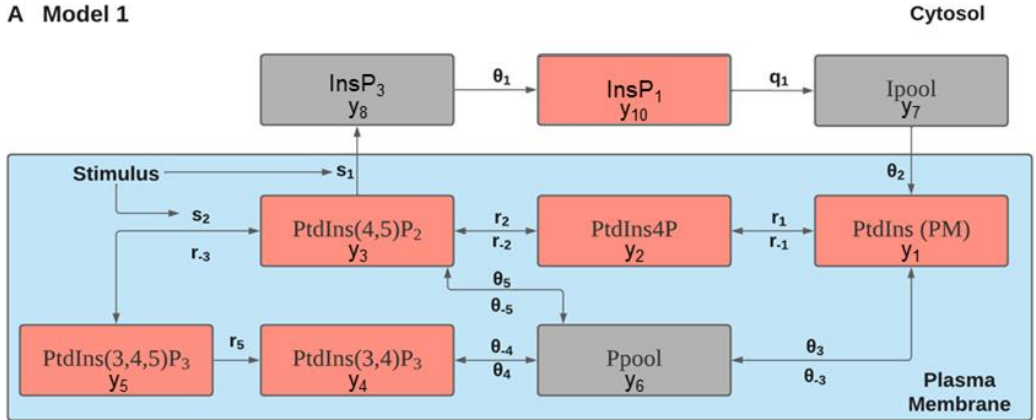 A Model 1
Cytosol
InsP₃
y₈
θ₁
InsP₁
y₁₀
q₁
Ipool
y₇
Stimulus
s₁
θ₂
s₂
r₋₃
PtdIns(4,5)P₂
y₃
r₂
r₋₂
PtdIns4P
y₂
r₁
r₋₁
PtdIns (PM)
y₁
θ₅
θ₋₅
PtdIns(3,4,5)P₃
y₅
r₅
PtdIns(3,4)P₃
y₄
θ₋₄
θ₄
Ppool
y₆
θ₃
θ₋₃
Plasma
Membrane